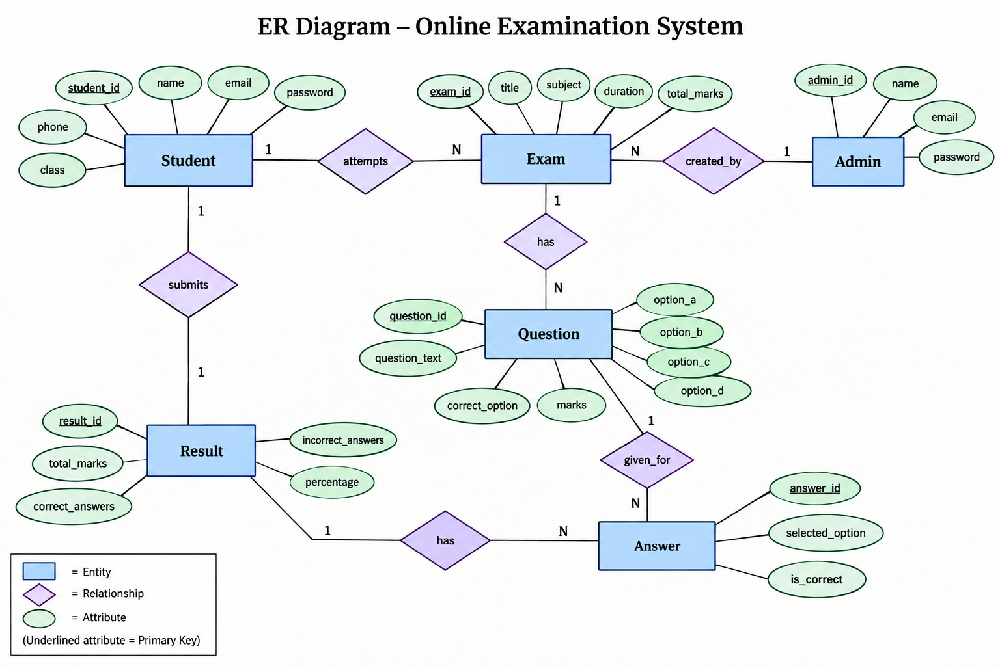 ER Diagram – Online Examination System
student_id
name
email
password
phone
class
Student
1
attempts
N
exam_id
title
subject
duration
total_marks
Exam
N
created_by
1
admin_id
name
email
password
Admin
1
submits
1
1
has
N
question_id
question_text
Question
option_a
option_b
option_c
option_d
correct_option
marks
1
given_for
N
result_id
total_marks
correct_answers
Result
incorrect_answers
percentage
1
has
N
Answer
answer_id
selected_option
is_correct
= Entity
= Relationship
= Attribute
(Underlined attribute = Primary Key)